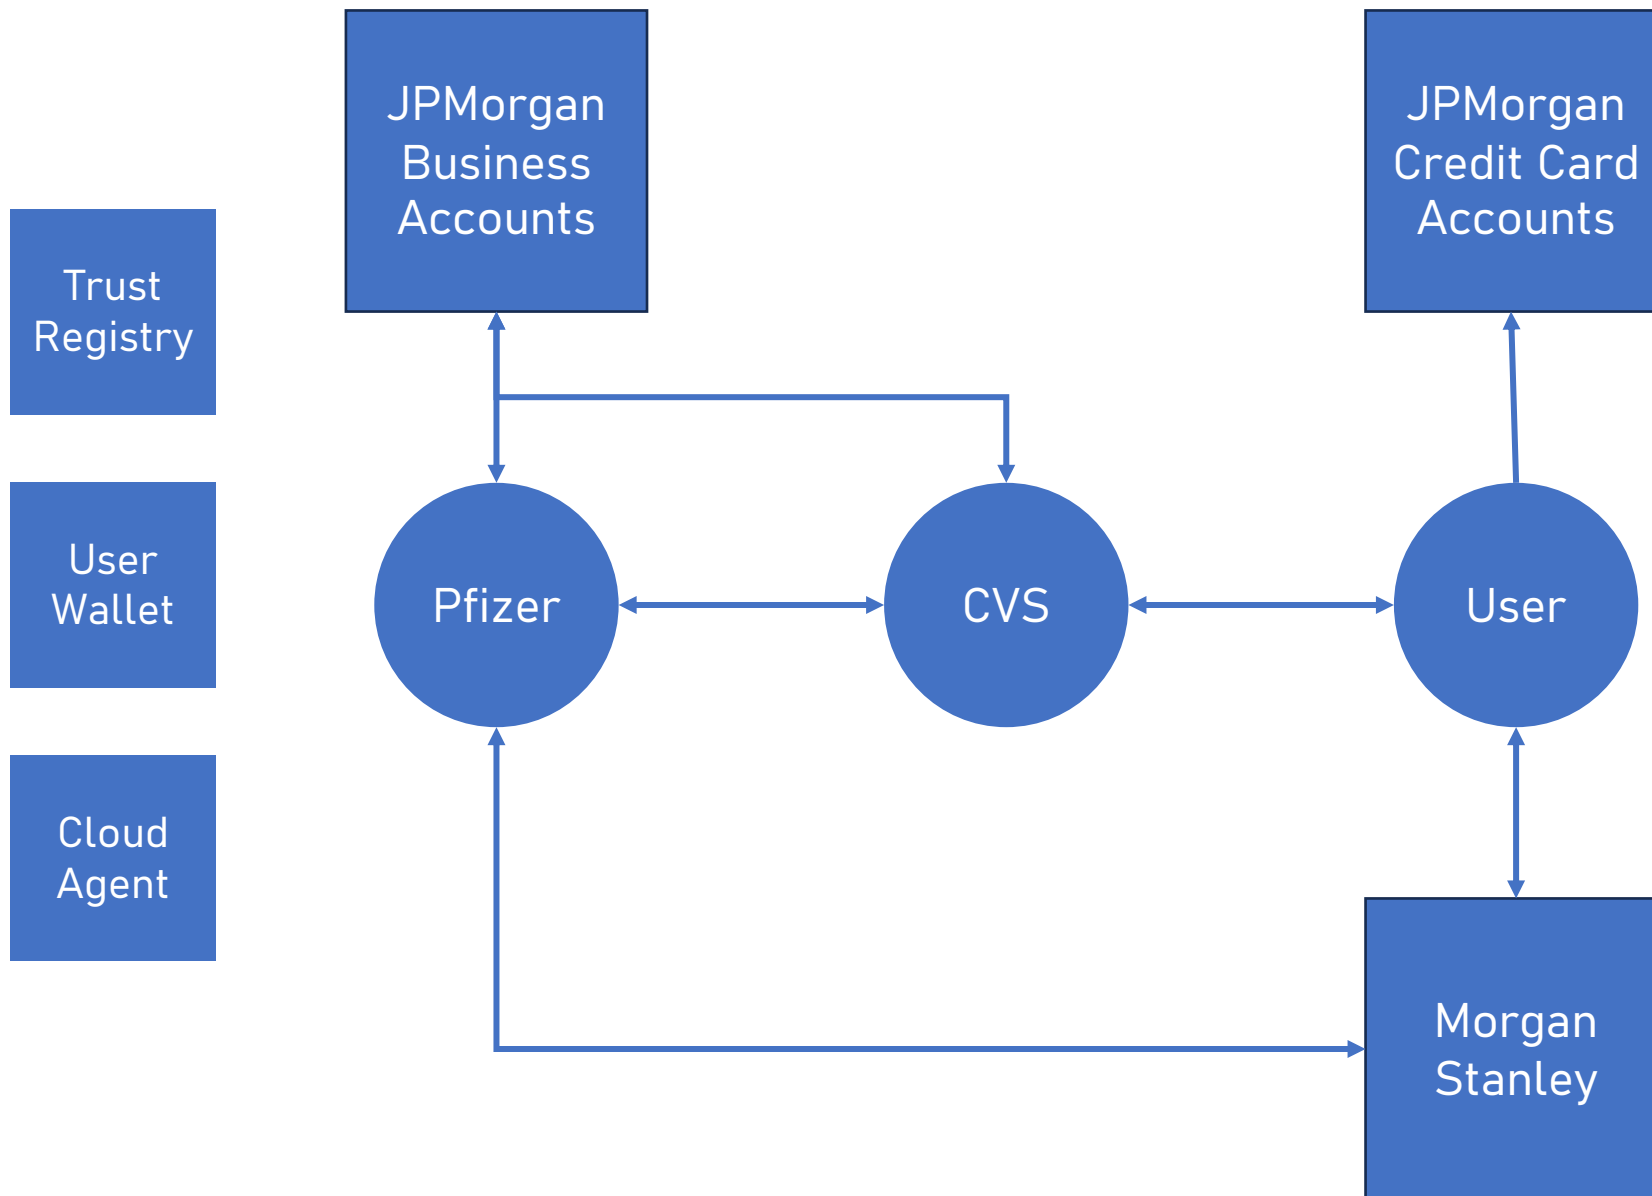 JPMorgan
Business
Accounts
JPMorgan
Credit Card
Accounts
Trust
Registry
User
Wallet
Pfizer
CVS
User
Cloud
Agent
Morgan
Stanley